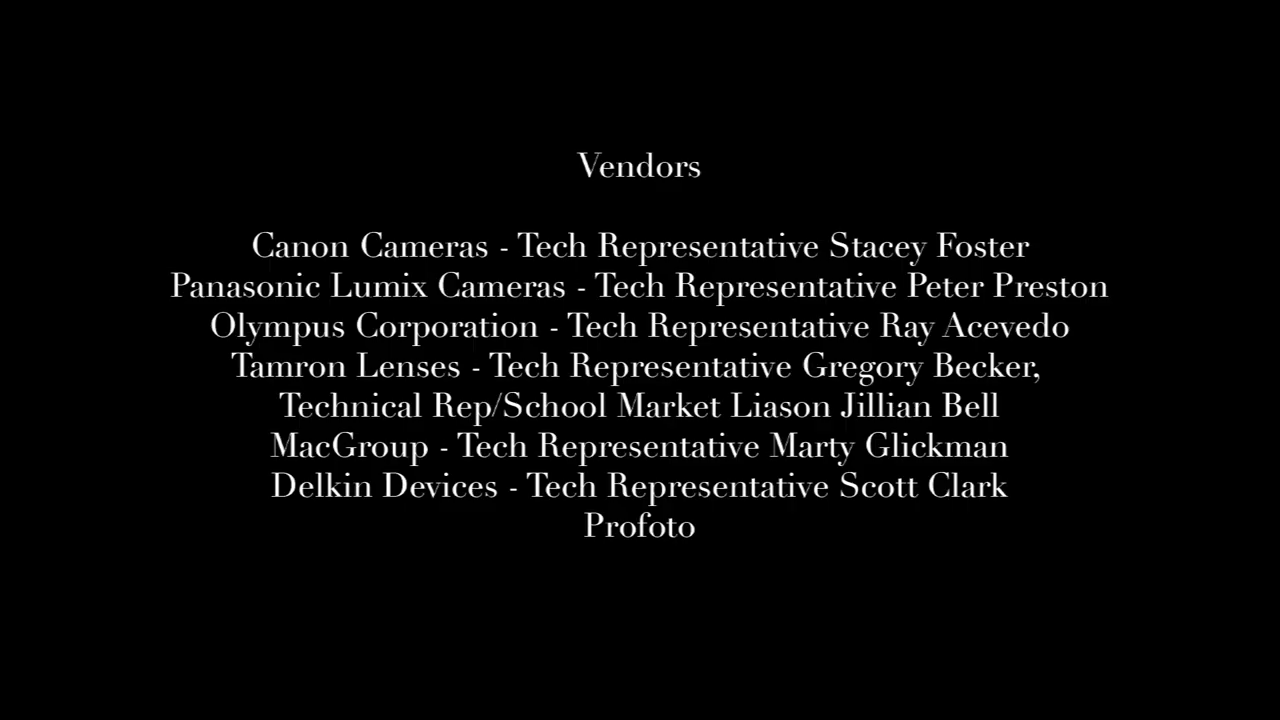 Vendors
Canon Cameras - Tech Representative Stacey Foster
Panasonic Lumix Cameras - Tech Representative Peter Preston
Olympus Corporation - Tech Representative Ray Acevedo
Tamron Lenses - Tech Representative Gregory Becker,
Technical Rep/School Market Liason Jillian Bell
MacGroup - Tech Representative Marty Glickman
Delkin Devices - Tech Representative Scott Clark
Profoto